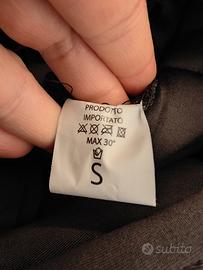 PRODOTTO
IMPORTATO
MAX 30°
S
subito